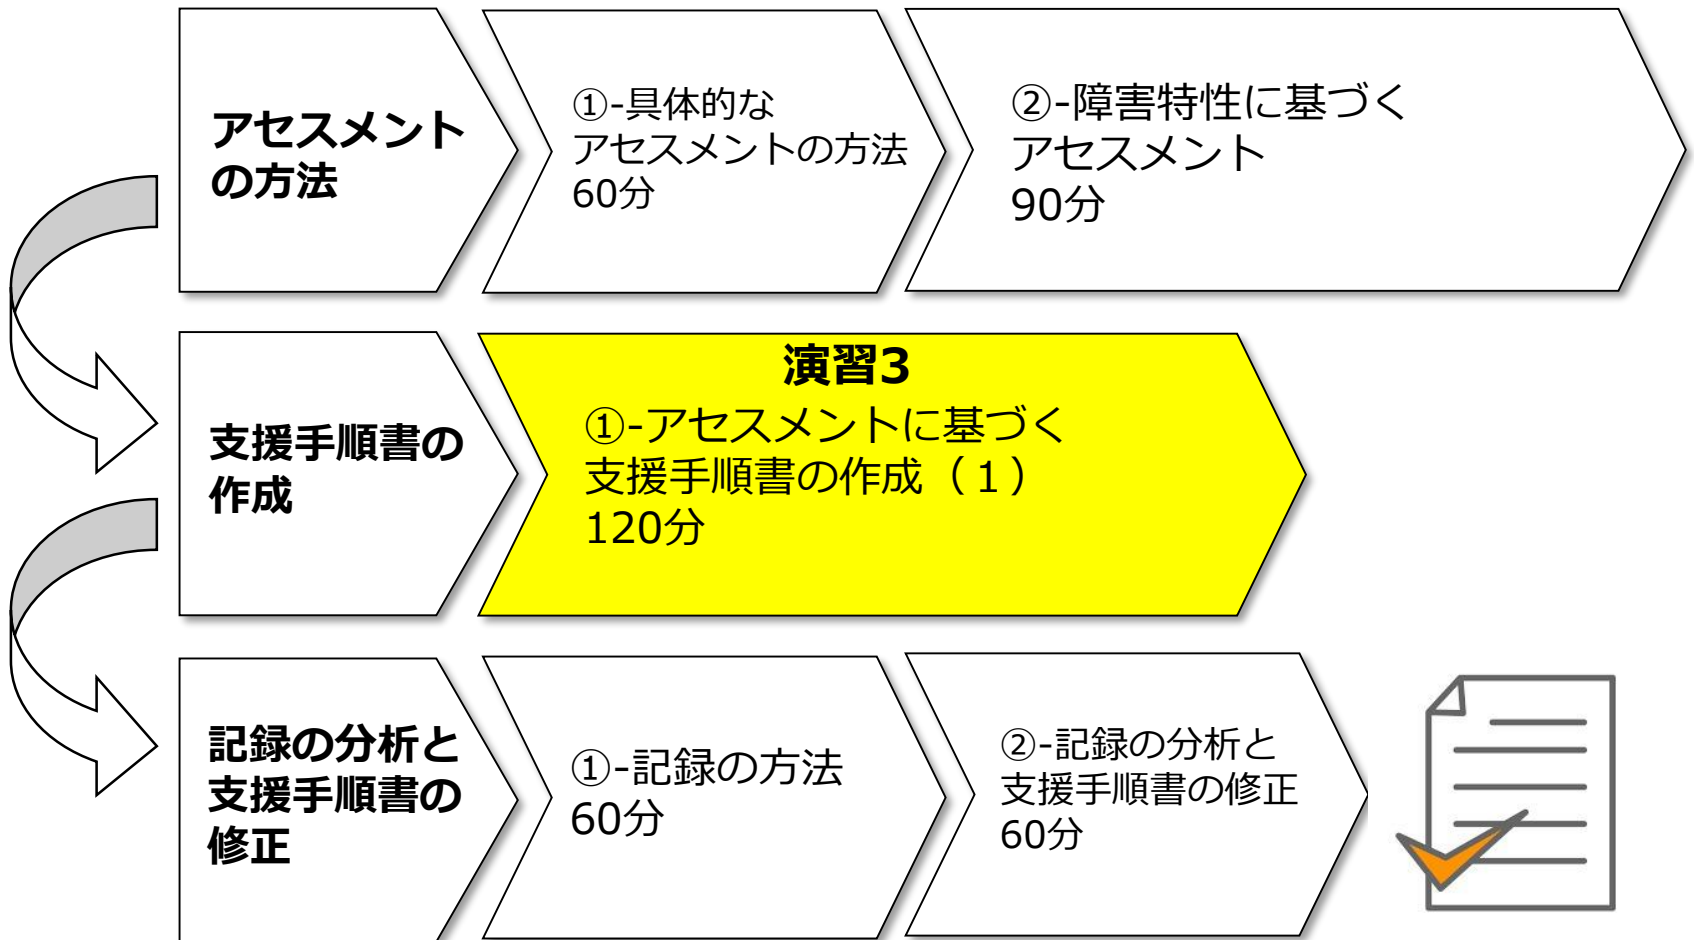 アセスメント
の方法
①-具体的な
アセスメントの方法
60分
②-障害特性に基づく
アセスメント
90分
支援手順書の
作成
演習3
①-アセスメントに基づく
支援手順書の作成（１）
120分
記録の分析と
支援手順書の
修正
①-記録の方法
60分
②-記録の分析と
支援手順書の修正
60分